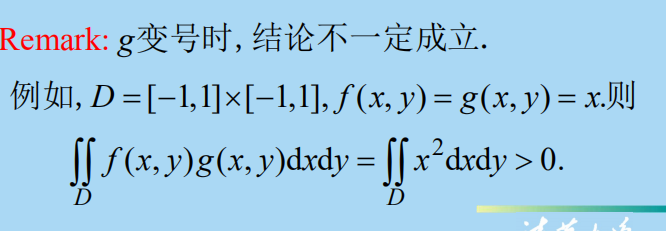 Remark: g变号时, 结论不一定成立.
例如, D = [−1,1]×[−1,1], f(x, y) = g(x, y) = x.则
∬_D f(x, y)g(x, y)dxdy = ∬_D x²dxdy > 0.